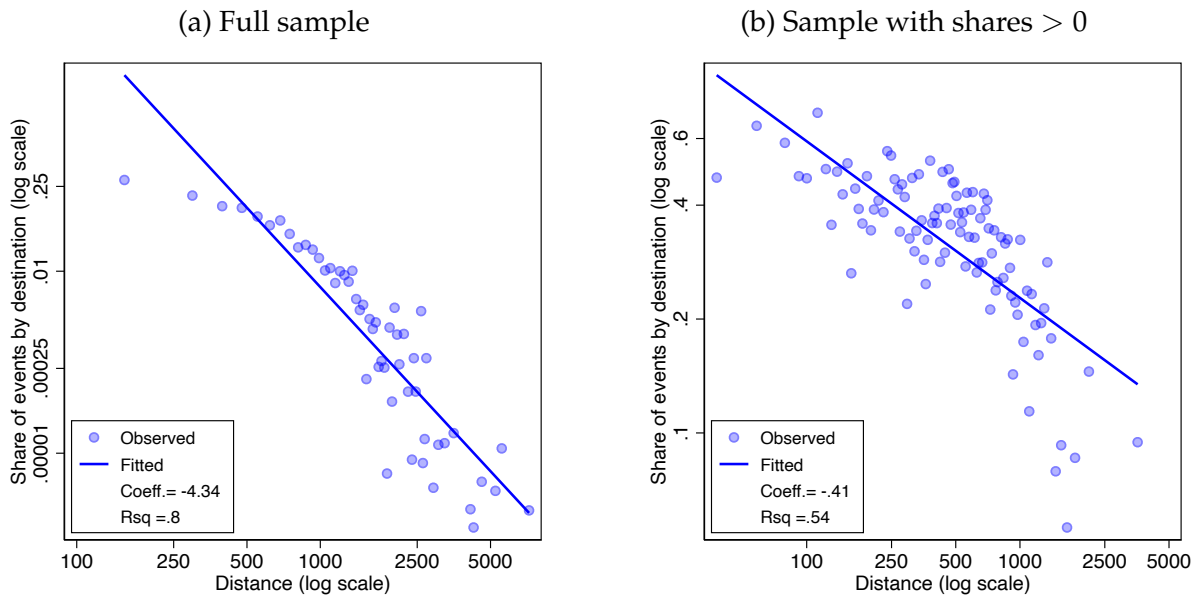 (a) Full sample
Share of events by destination (log scale)
.25
.01
.00025
.00001
Observed
Fitted
Coeff.= -4.34
Rsq =.8
100 250 500 1000 2500 5000
Distance (log scale)
(b) Sample with shares > 0
Share of events by destination (log scale)
.6
.4
.2
.1
Observed
Fitted
Coeff.= -.41
Rsq =.54
100 250 500 1000 2500 5000
Distance (log scale)